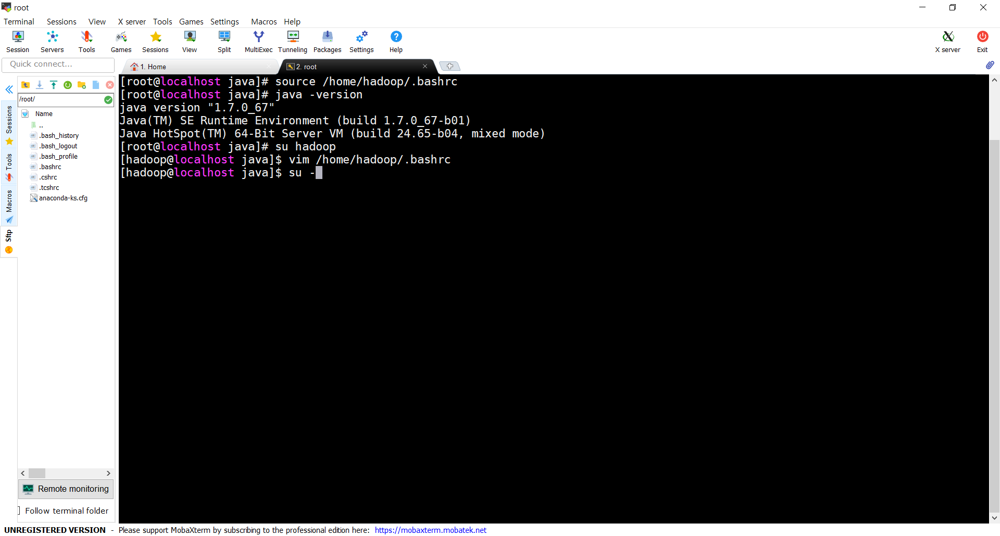 root
Terminal Sessions View X server Tools Games Settings Macros Help
Session Servers Tools Games Sessions View Split MultiExec Tunneling Packages Settings Help X server Exit
Quick connect...
1. Home
2. root
/root/
Name
..
.bash_history
.bash_logout
.bash_profile
.bashrc
.cshrc
.tcshrc
anaconda-ks.cfg
Sessions
Tools
Macros
Sftp
Remote monitoring
Follow terminal folder
[root@localhost java]# source /home/hadoop/.bashrc
[root@localhost java]# java -version
java version "1.7.0_67"
Java(TM) SE Runtime Environment (build 1.7.0_67-b01)
Java HotSpot(TM) 64-Bit Server VM (build 24.65-b04, mixed mode)
[root@localhost java]# su hadoop
[hadoop@localhost java]$ vim /home/hadoop/.bashrc
[hadoop@localhost java]$ su -
UNREGISTERED VERSION - Please support MobaXterm by subscribing to the professional edition here: https://mobaxterm.mobatek.net